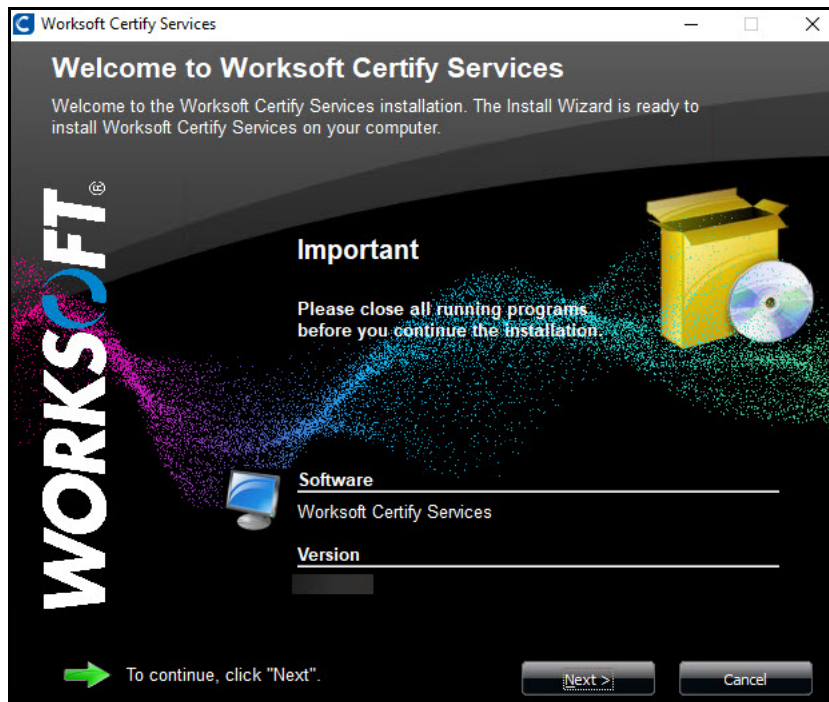 Worksoft Certify Services
Welcome to Worksoft Certify Services
Welcome to the Worksoft Certify Services installation. The Install Wizard is ready to
install Worksoft Certify Services on your computer.
WORKSOFT®
Important
Please close all running programs
before you continue the installation.
Software
Worksoft Certify Services
Version
To continue, click "Next".
Next >
Cancel